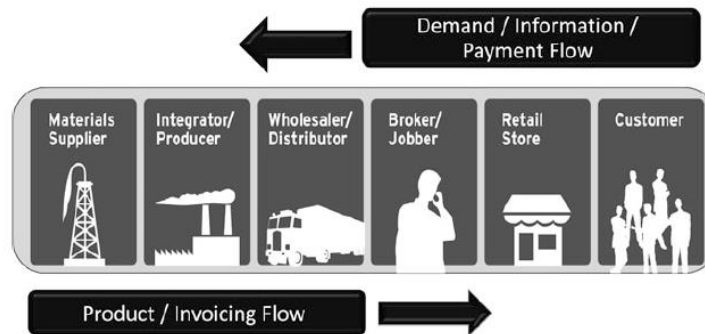 Demand / Information /
Payment Flow
Materials
Supplier
Integrator/
Producer
Wholesaler/
Distributor
Broker/
Jobber
Retail
Store
Customer
Product / Invoicing Flow